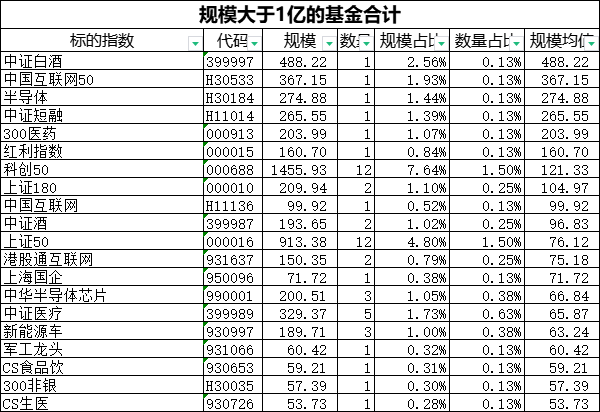 规模大于1亿的基金合计
标的指数 代码 规模 数量 规模占比 数量占比 规模均值
中证白酒 399997 488.22 1 2.56% 0.13% 488.22
中国互联网50 H30533 367.15 1 1.93% 0.13% 367.15
半导体 H30184 274.88 1 1.44% 0.13% 274.88
中证短融 H11014 265.55 1 1.39% 0.13% 265.55
300医药 000913 203.99 1 1.07% 0.13% 203.99
红利指数 000015 160.70 1 0.84% 0.13% 160.70
科创50 000688 1455.93 12 7.64% 1.50% 121.33
上证180 000010 209.94 2 1.10% 0.25% 104.97
中国互联网 H11136 99.92 1 0.52% 0.13% 99.92
中证酒 399987 193.65 2 1.02% 0.25% 96.83
上证50 000016 913.38 12 4.80% 1.50% 76.12
港股通互联网 931637 150.35 2 0.79% 0.25% 75.18
上海国企 950096 71.72 1 0.38% 0.13% 71.72
中华半导体芯片 990001 200.51 3 1.05% 0.38% 66.84
中证医疗 399989 329.37 5 1.73% 0.63% 65.87
新能源车 930997 189.71 3 1.00% 0.38% 63.24
军工龙头 931066 60.42 1 0.32% 0.13% 60.42
CS食品饮 930653 59.21 1 0.31% 0.13% 59.21
300非银 H30035 57.39 1 0.30% 0.13% 57.39
CS生医 930726 53.73 1 0.28% 0.13% 53.73